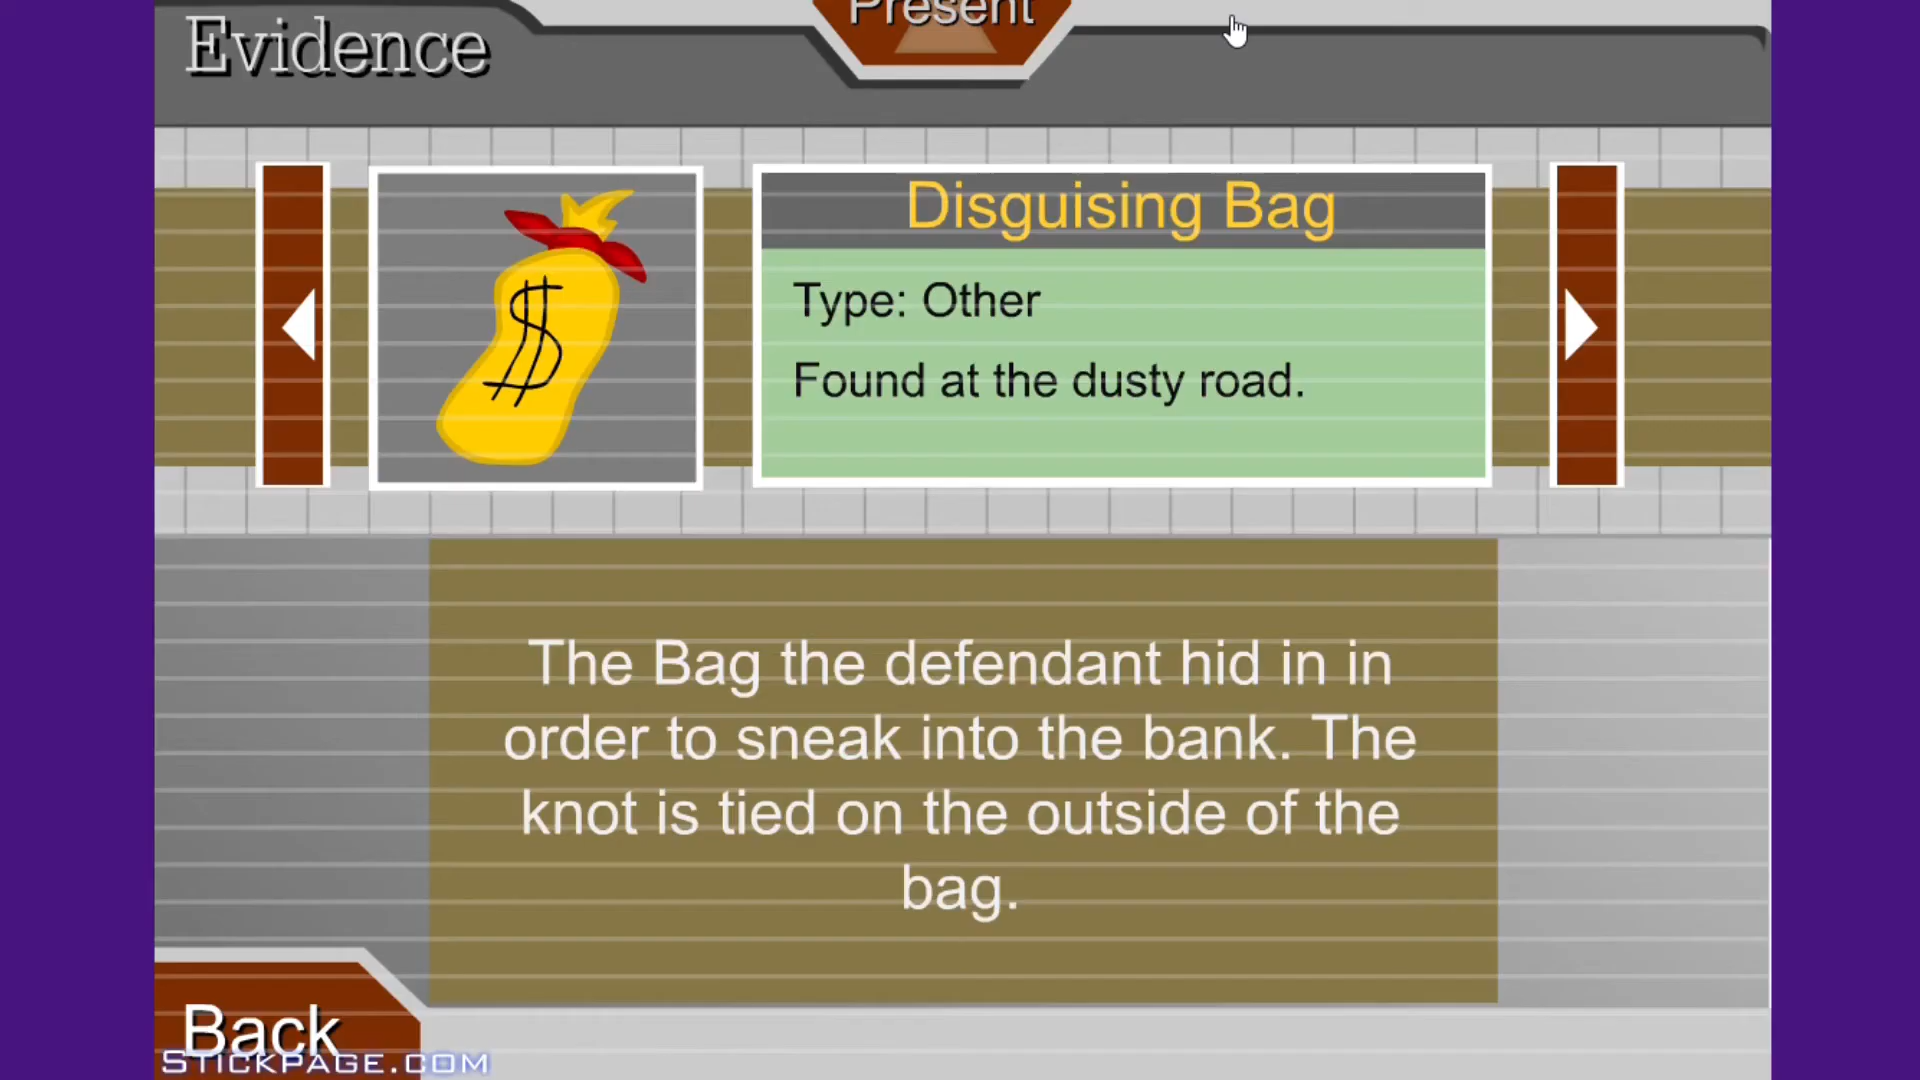 Present
Evidence
Disguising Bag
Type: Other
Found at the dusty road.
$
The Bag the defendant hid in in
order to sneak into the bank. The
knot is tied on the outside of the
bag.
Back
STICKPAGE.COM